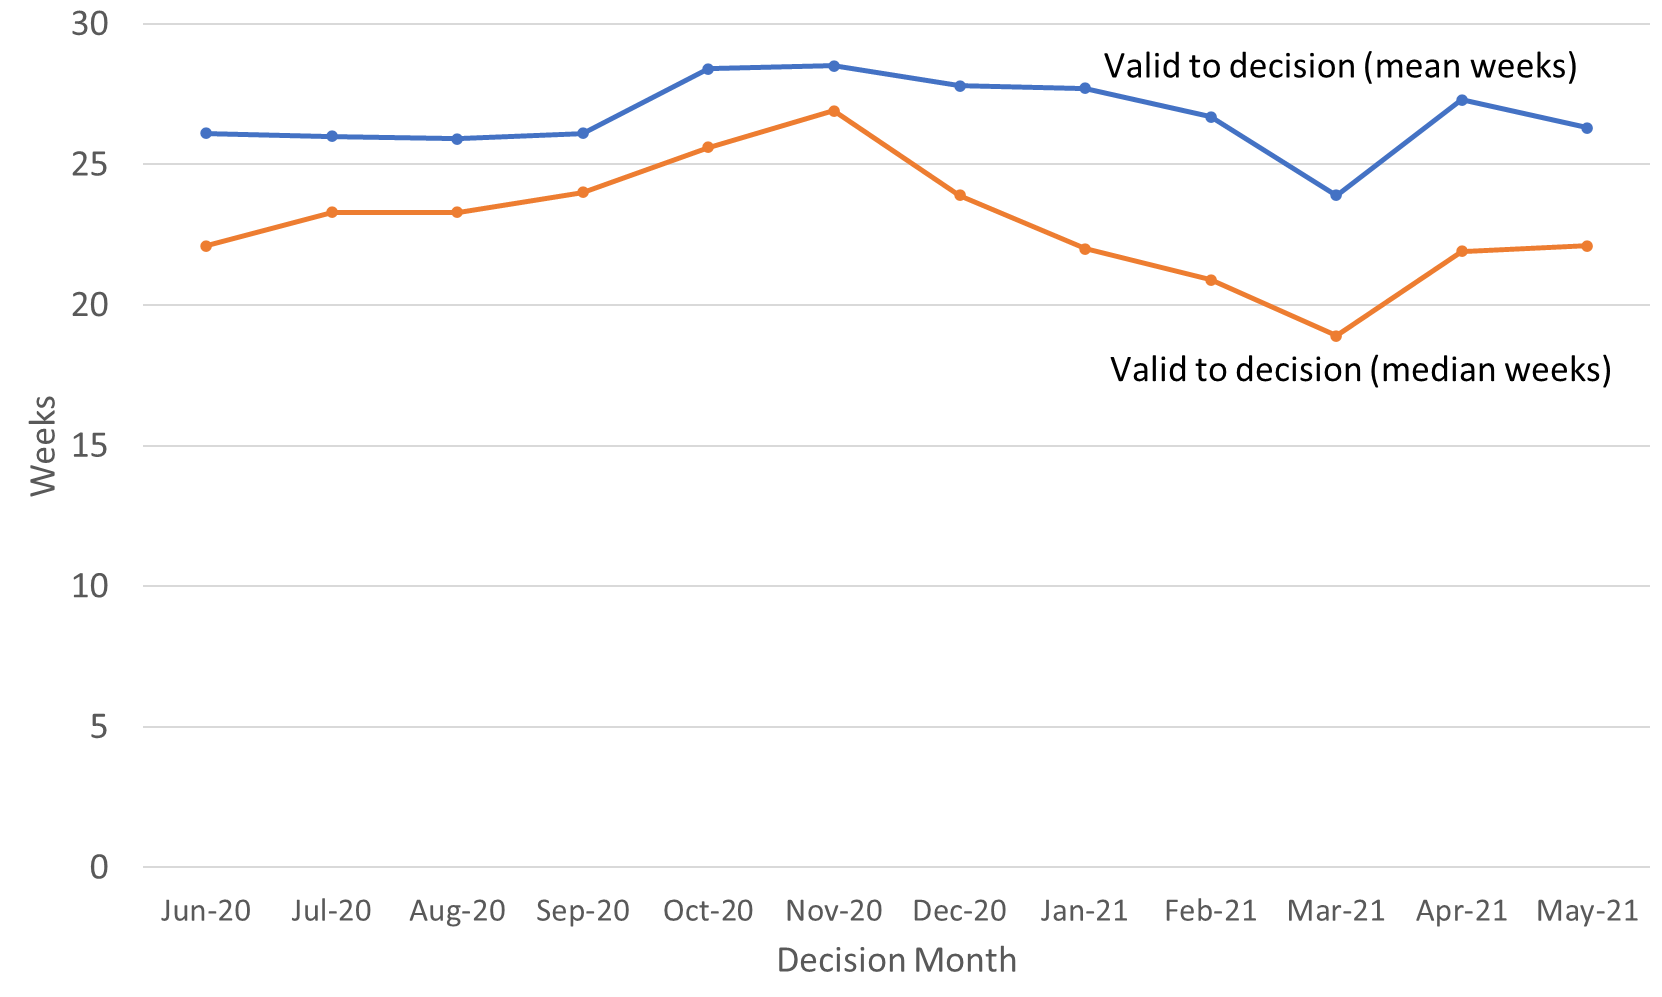 30
Valid to decision (mean weeks)
25
20
Valid to decision (median weeks)
Weeks
15
10
5
0
Jun-20 Jul-20 Aug-20 Sep-20 Oct-20 Nov-20 Dec-20 Jan-21 Feb-21 Mar-21 Apr-21 May-21
Decision Month